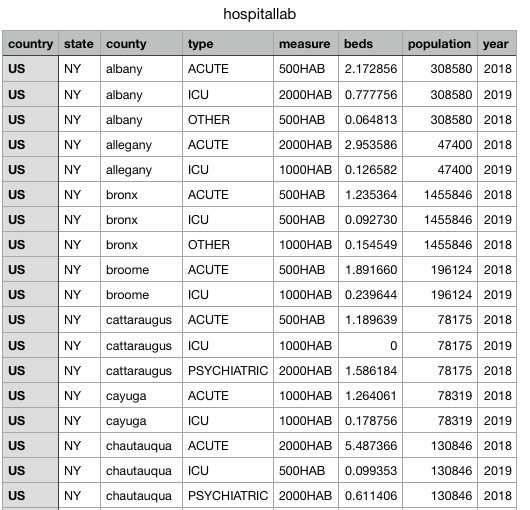 hospitallab
country state county type measure beds population year
US NY albany ACUTE 500HAB 2.172856 308580 2018
US NY albany ICU 2000HAB 0.777756 308580 2019
US NY albany OTHER 500HAB 0.064813 308580 2018
US NY allegany ACUTE 2000HAB 2.953586 47400 2018
US NY allegany ICU 1000HAB 0.126582 47400 2019
US NY bronx ACUTE 500HAB 1.235364 1455846 2018
US NY bronx ICU 500HAB 0.092730 1455846 2019
US NY bronx OTHER 1000HAB 0.154549 1455846 2018
US NY broome ACUTE 500HAB 1.891660 196124 2018
US NY broome ICU 1000HAB 0.239644 196124 2019
US NY cattaraugus ACUTE 500HAB 1.189639 78175 2018
US NY cattaraugus ICU 1000HAB 0 78175 2019
US NY cattaraugus PSYCHIATRIC 2000HAB 1.586184 78175 2018
US NY cayuga ACUTE 1000HAB 1.264061 78319 2018
US NY cayuga ICU 1000HAB 0.178756 78319 2019
US NY chautauqua ACUTE 2000HAB 5.487366 130846 2018
US NY chautauqua ICU 500HAB 0.099353 130846 2019
US NY chautauqua PSYCHIATRIC 2000HAB 0.611406 130846 2018